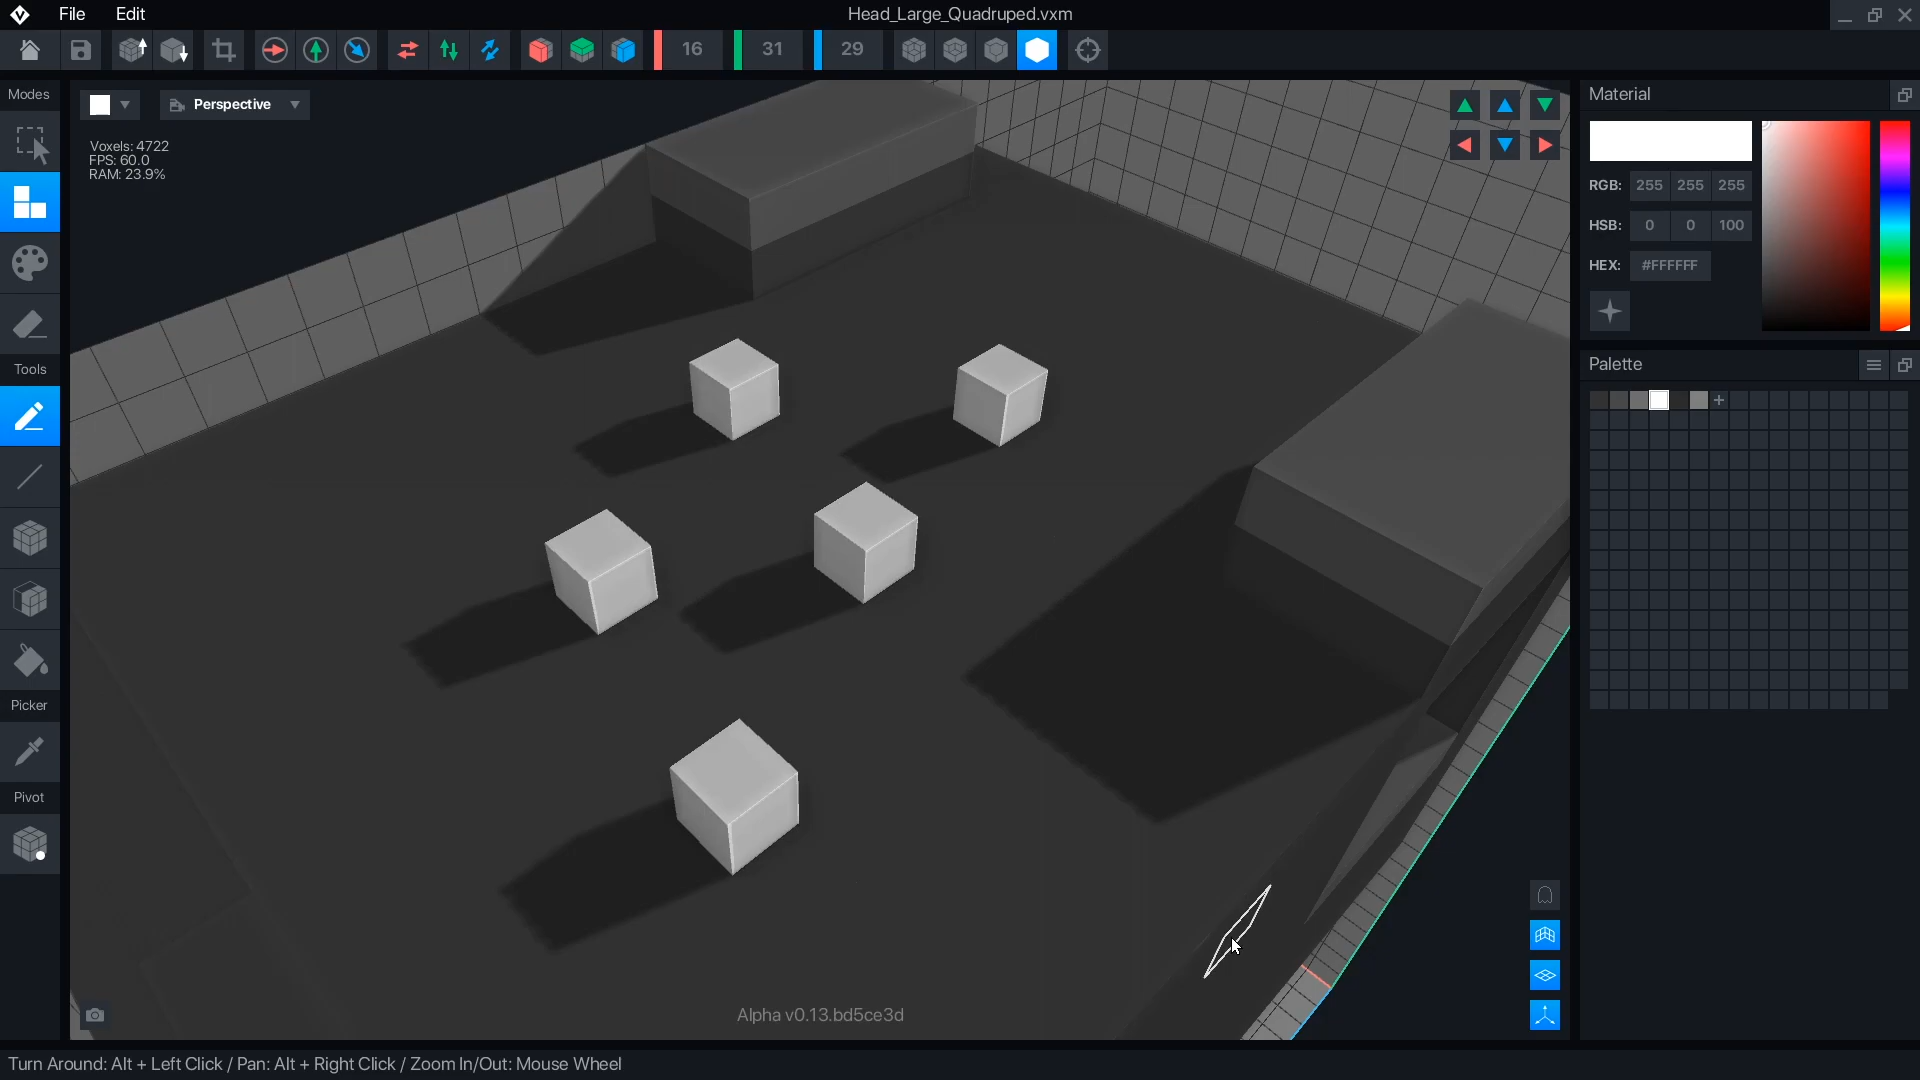 File Edit Head_Large_Quadruped.vxm
16 31 29
Modes
Perspective
Voxels: 4722
FPS: 60.0
RAM: 23.9%
Tools
Picker
Pivot
Alpha v0.13.bd5ce3d
Material
RGB: 255 255 255
HSB: 0 0 100
HEX: #FFFFFF
Palette
Turn Around: Alt + Left Click / Pan: Alt + Right Click / Zoom In/Out: Mouse Wheel